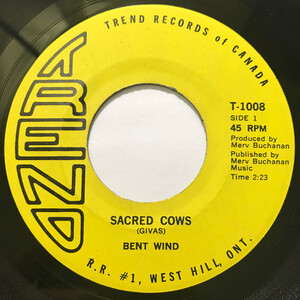 TREND
TREND RECORDS of CANADA
T-1008
SIDE 1
45 RPM
Produced by
Merv Buchanan
Published by
Merv Buchanan
Music
Time 2:23
SACRED COWS
(GIVAS)
BENT WIND
R.R. #1, WEST HILL, ONT.